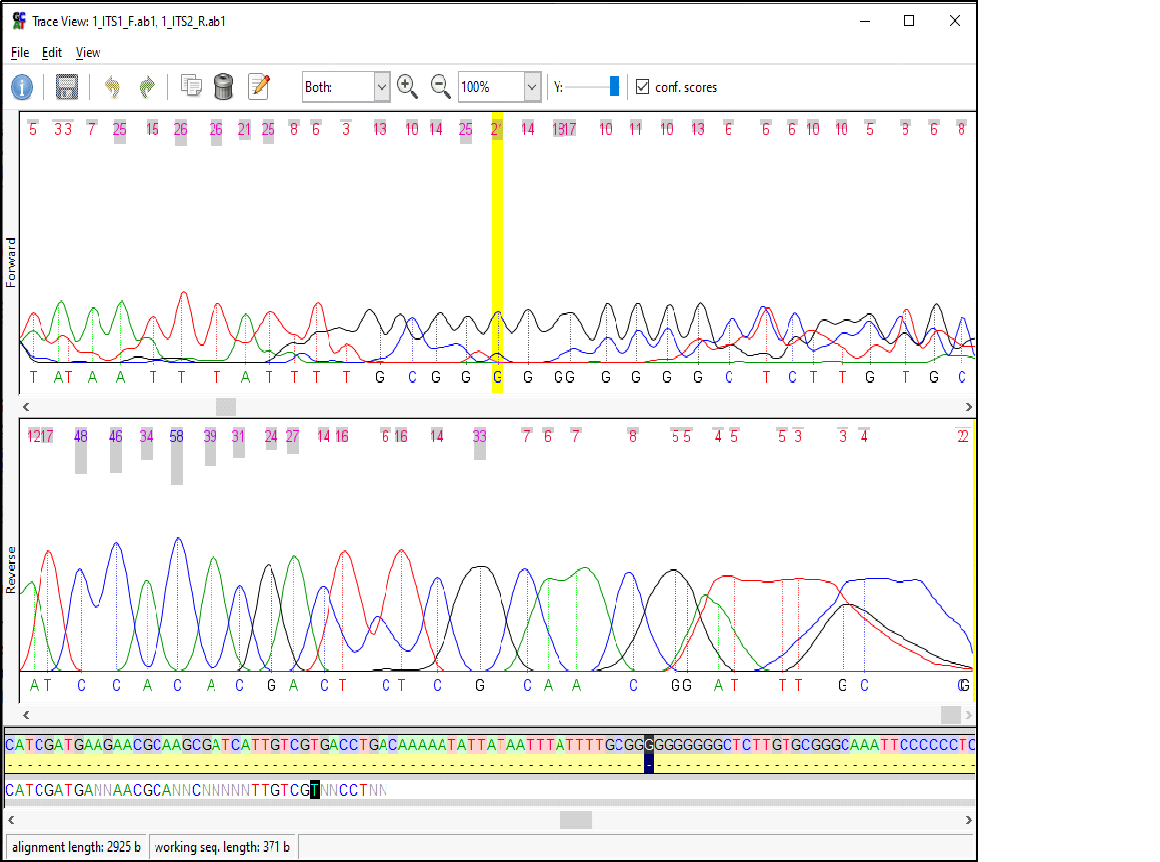 Trace View: 1_ITS1_F.ab1, 1_ITS2_R.ab1
File Edit View
Both: 100% Y: conf. scores
5 33 7 25 15 26 26 21 25 8 6 3 13 10 14 25 14 1817 10 11 10 13 6 6 6 10 10 5 3 6 8
Forward
T A T A A T T T A T T T T G C G G G G GG G G G G C T C T T G T G C
1217 48 46 34 58 39 31 24 27 14 16 6 16 14 33 7 6 7 8 5 5 4 5 5 3 3 4 22
Reverse
A T C C A C A C G A C T C T C G C A A C GG A T T T G C CG
CATCGATGAAGAACGCAAGCGATCATTGTCGTGACCTGACAAAAATATTATAATTTATTTTGCGGGGGGGGGGCTCTTGTGCGGGCAAATTCCCCCCTC
CATCGATGANNAACGCANNCNNNNNTTGTCGTNNCCTNN
alignment length: 2925 b working seq. length: 371 b